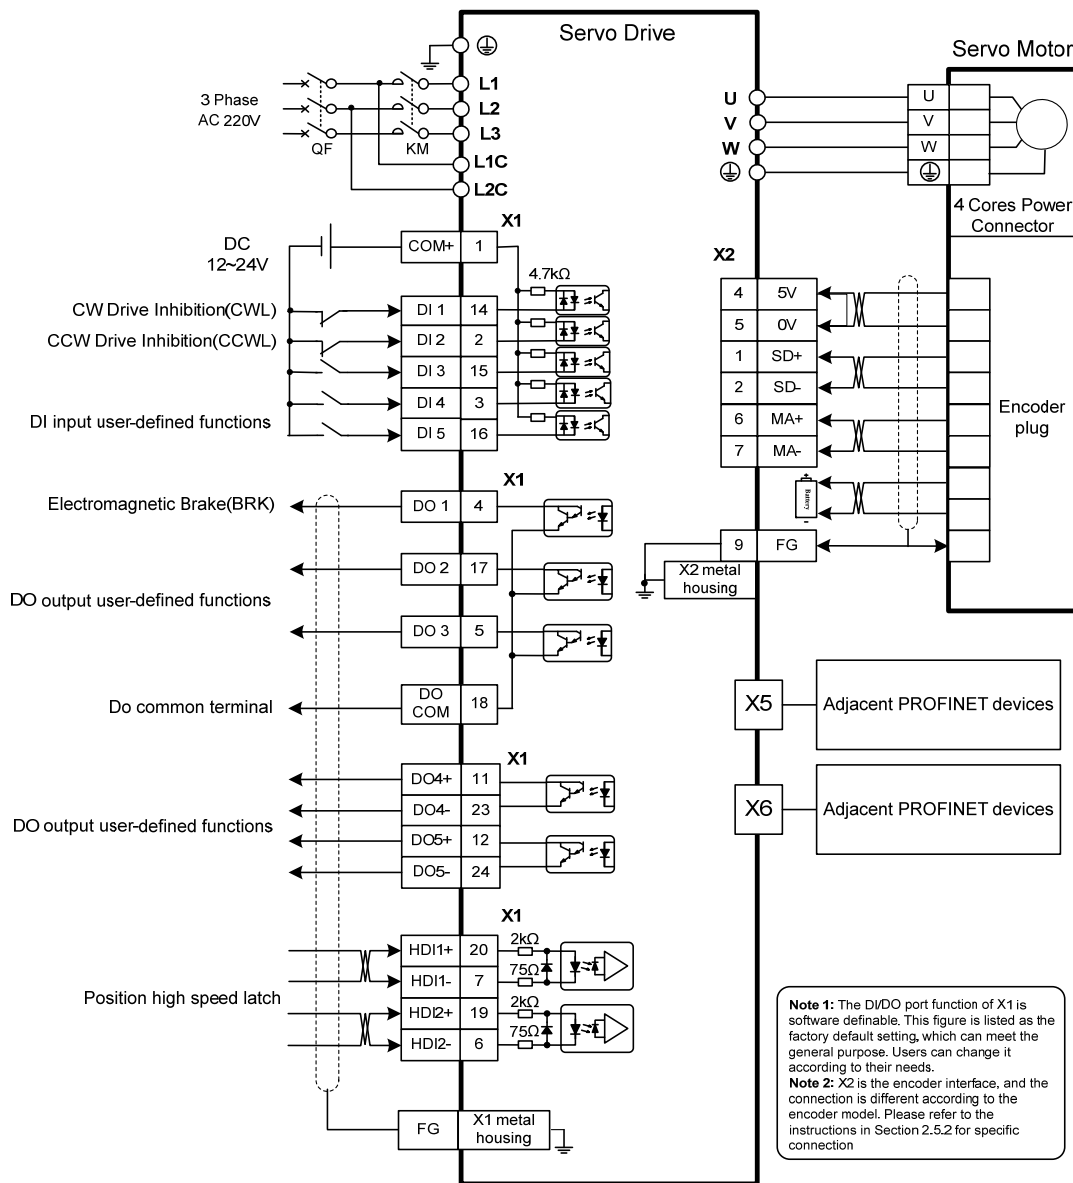 Servo Drive
Servo Motor
3 Phase
AC 220V
QF
KM
L1
L2
L3
L1C
L2C
U
V
W
U
V
W
4 Cores Power
Connector
X1
DC
12~24V
COM+ 1
4.7kΩ
CW Drive Inhibition(CWL)
DI 1 14
CCW Drive Inhibition(CCWL)
DI 2 2
DI 3 15
DI 4 3
DI input user-defined functions
DI 5 16
X2
4 5V
5 0V
1 SD+
2 SD-
6 MA+
7 MA-
Encoder
plug
+
Battery
-
9 FG
X2 metal
housing
X1
Electromagnetic Brake(BRK)
DO 1 4
DO 2 17
DO output user-defined functions
DO 3 5
Do common terminal
DO
COM
18
X5
Adjacent PROFINET devices
X6
Adjacent PROFINET devices
X1
DO4+ 11
DO4- 23
DO output user-defined functions
DO5+ 12
DO5- 24
X1
HDI1+ 20
2kΩ
HDI1- 7
75Ω
Position high speed latch
HDI2+ 19
2kΩ
HDI2- 6
75Ω
FG
X1 metal
housing
Note 1: The DI/DO port function of X1 is
software definable. This figure is listed as the
factory default setting, which can meet the
general purpose. Users can change it
according to their needs.
Note 2: X2 is the encoder interface, and the
connection is different according to the
encoder model. Please refer to the
instructions in Section 2.5.2 for specific
connection